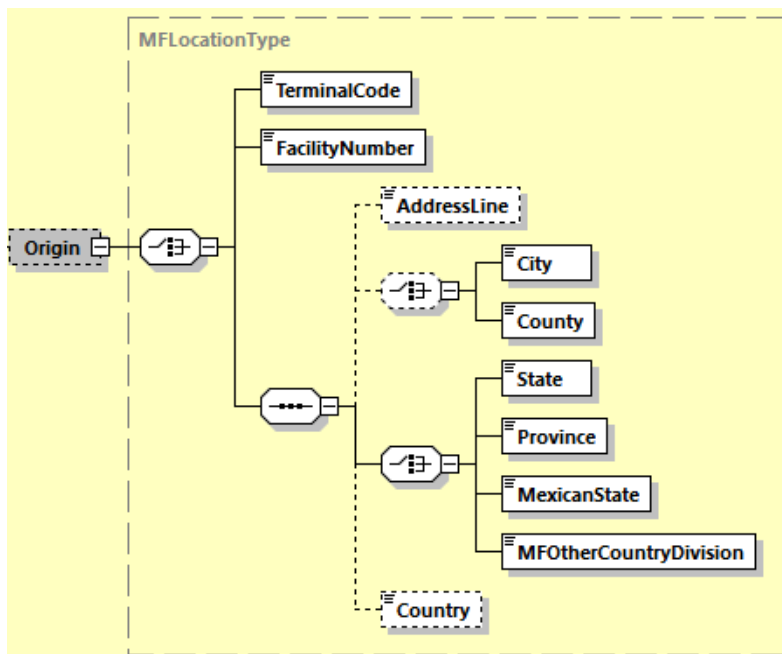 MFLocationType
TerminalCode
FacilityNumber
AddressLine
Origin
City
County
State
Province
MexicanState
MFOtherCountryDivision
Country